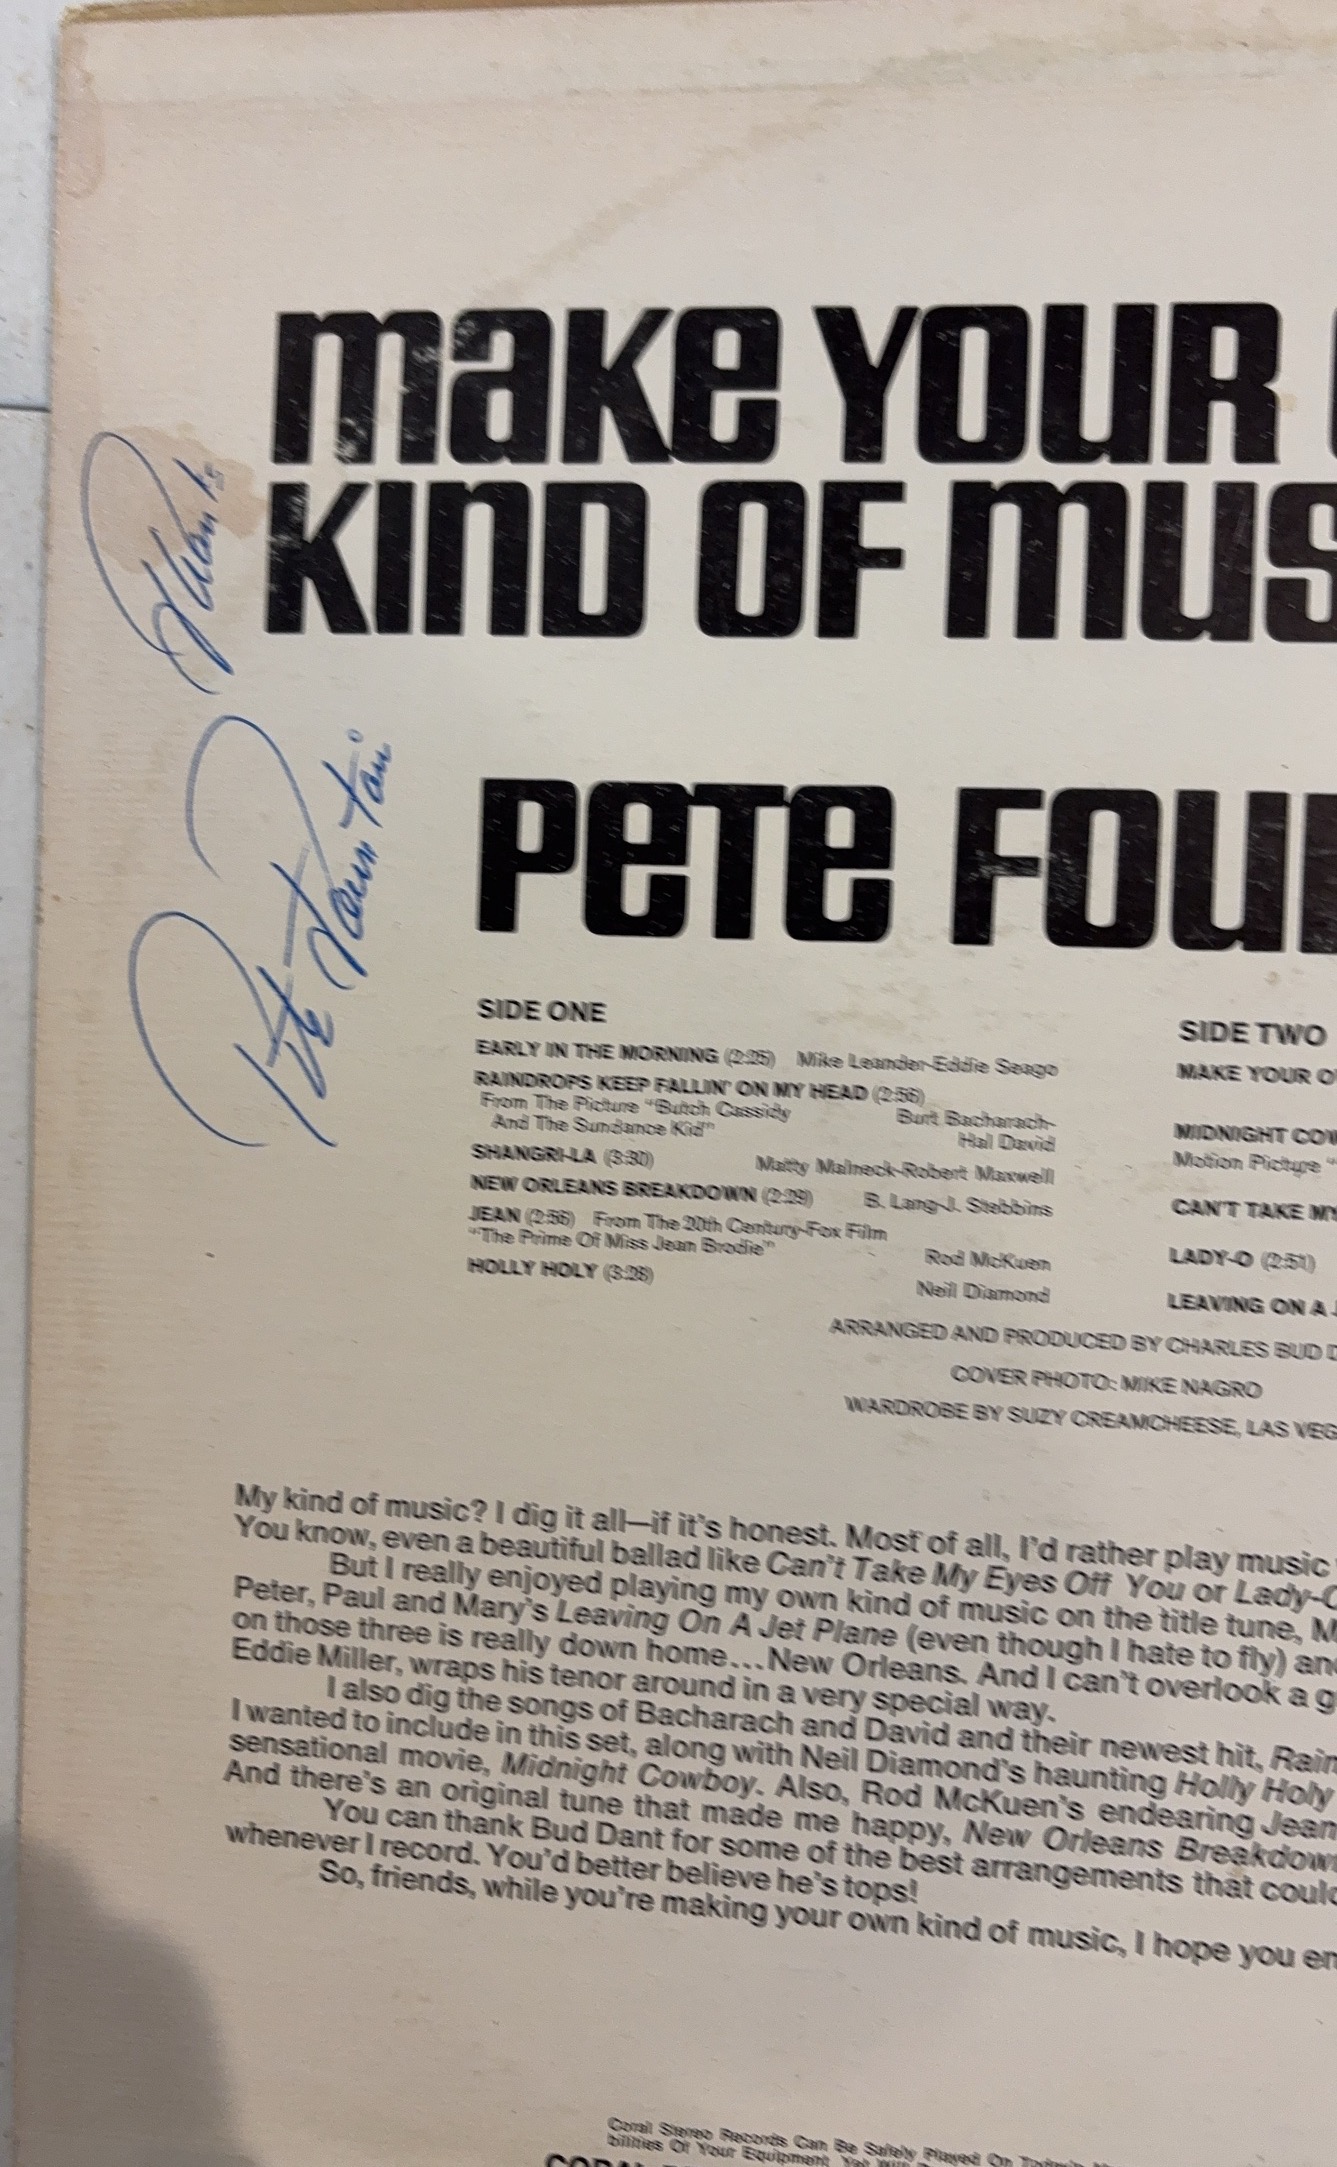 make YOUR
KIND OF MUS
Thanks
Pete Fountain
Pete FOU
SIDE ONE
EARLY IN THE MORNING (2:25) Mike Leander-Eddie Seago
RAINDROPS KEEP FALLIN' ON MY HEAD (2:56)
From The Picture "Butch Cassidy
And The Sundance Kid"
Burt Bacharach-
Hal David
SHANGRI-LA (3:30) Matty Malneck-Robert Maxwell
NEW ORLEANS BREAKDOWN (2:29) B. Lang-J. Stebbins
JEAN (2:56) From The 20th Century-Fox Film
"The Prime Of Miss Jean Brodie"
Rod McKuen
HOLLY HOLY (3:26)
Neil Diamond
SIDE TWO
MAKE YOUR O
MIDNIGHT COW
Motion Picture "
CAN'T TAKE MY
LADY-O (2:51)
LEAVING ON A J
ARRANGED AND PRODUCED BY CHARLES BUD D
COVER PHOTO: MIKE NAGRO
WARDROBE BY SUZY CREAMCHEESE, LAS VEG
My kind of music? I dig it all—if it's honest. Most of all, I'd rather play music
You know, even a beautiful ballad like Can't Take My Eyes Off You or Lady-O
But I really enjoyed playing my own kind of music on the title tune, M
Peter, Paul and Mary's Leaving On A Jet Plane (even though I hate to fly) and
on those three is really down home...New Orleans. And I can't overlook a g
Eddie Miller, wraps his tenor around in a very special way.
I also dig the songs of Bacharach and David and their newest hit, Rain
I wanted to include in this set, along with Neil Diamond's haunting Holly Holy
sensational movie, Midnight Cowboy. Also, Rod McKuen's endearing Jean
And there's an original tune that made me happy, New Orleans Breakdown
You can thank Bud Dant for some of the best arrangements that could
whenever I record. You'd better believe he's tops!
So, friends, while you're making your own kind of music, I hope you en
Coral Stereo Records Can Be Safely Played On Today's
bilities Of Your Equipment. Yet Will
CORAL